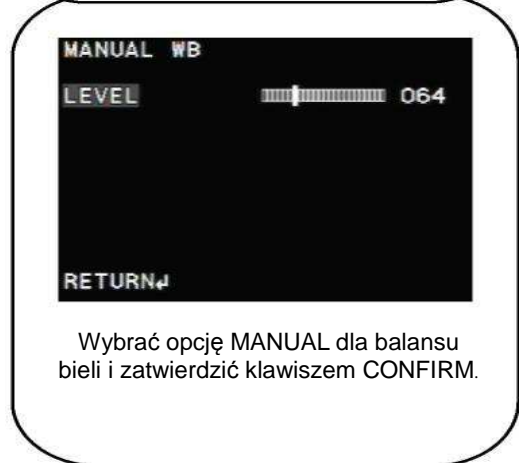 MANUAL WB
LEVEL 064
RETURN↵
Wybrać opcję MANUAL dla balansu
bieli i zatwierdzić klawiszem CONFIRM.